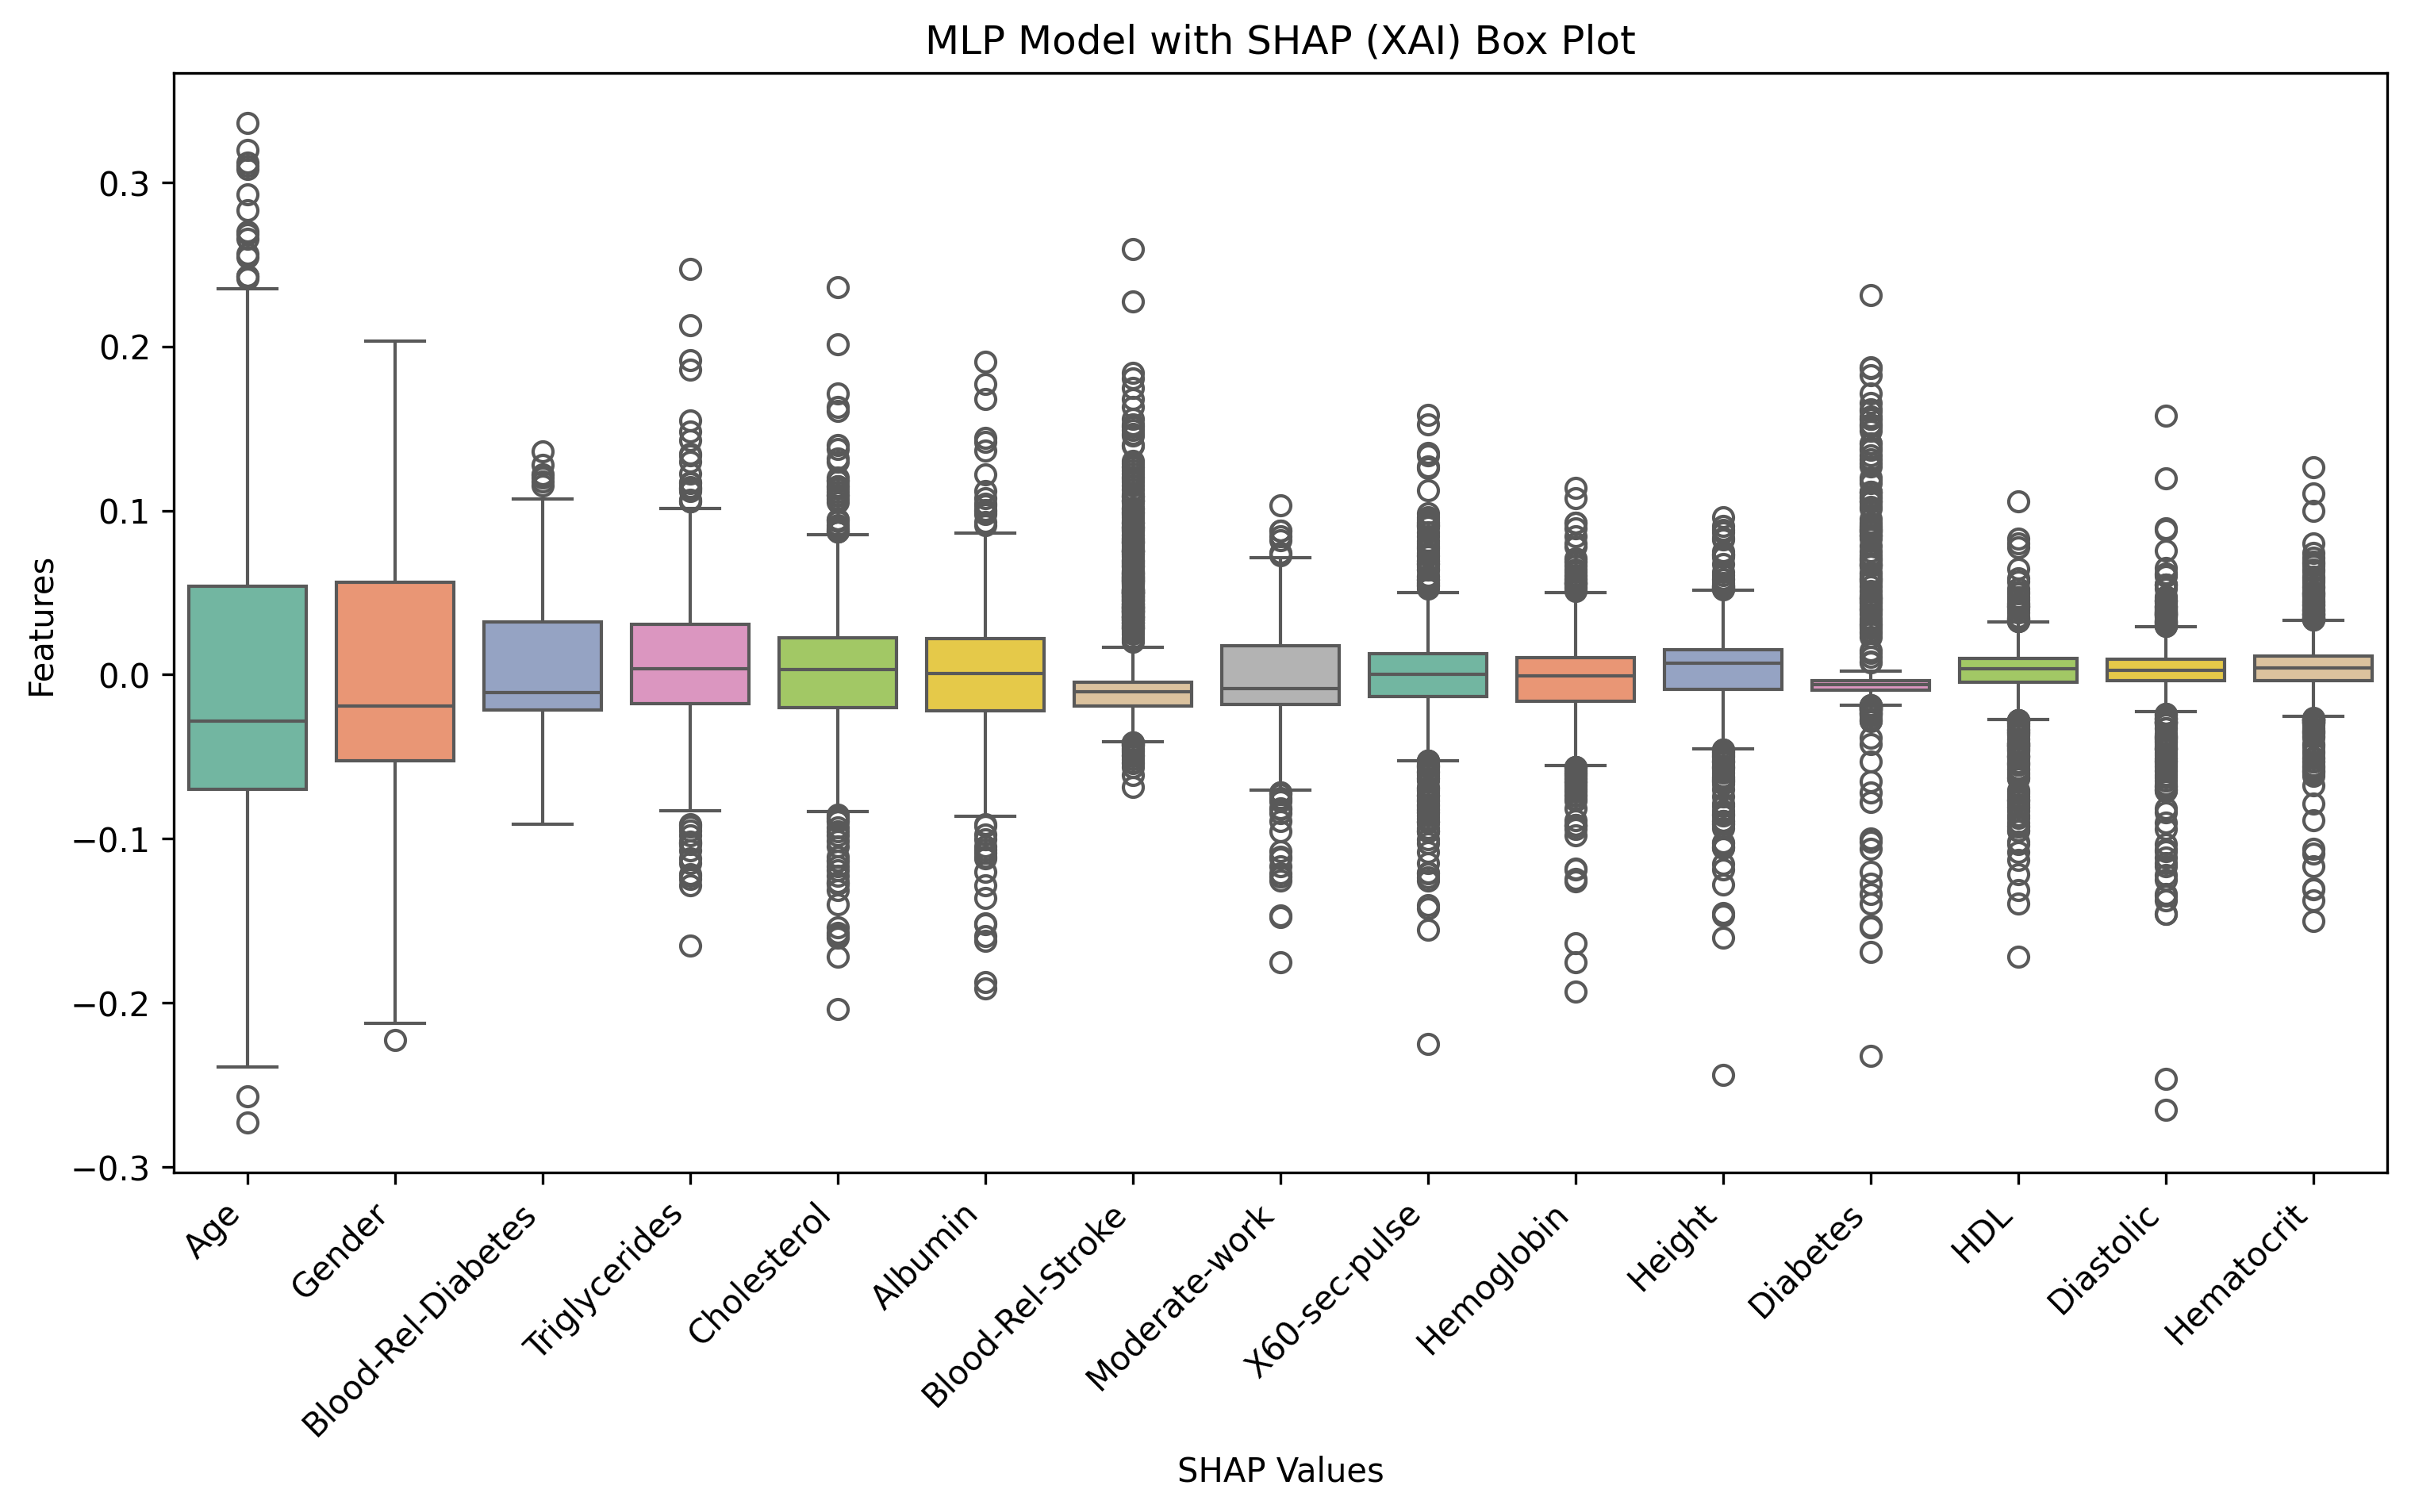 MLP Model with SHAP (XAI) Box Plot
Features
0.3
0.2
0.1
0.0
−0.1
−0.2
−0.3
Age
Gender
Blood-Rel-Diabetes
Triglycerides
Cholesterol
Albumin
Blood-Rel-Stroke
Moderate-work
X60-sec-pulse
Hemoglobin
Height
Diabetes
HDL
Diastolic
Hematocrit
SHAP Values